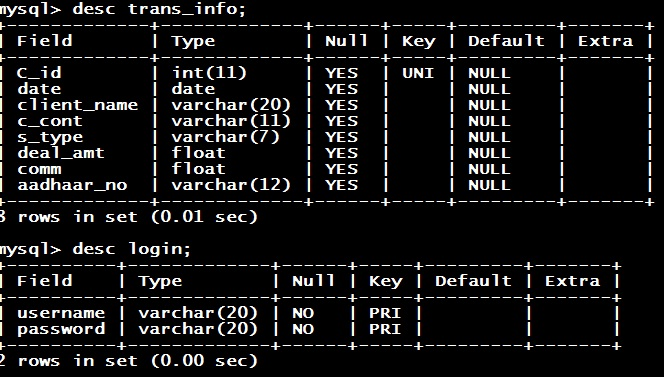 mysql> desc trans_info;
+-------------+-------------+------+-----+---------+-------+
| Field       | Type        | Null | Key | Default | Extra |
+-------------+-------------+------+-----+---------+-------+
| C_id        | int(11)     | YES  | UNI | NULL    |       |
| date        | date        | YES  |     | NULL    |       |
| client_name | varchar(20) | YES  |     | NULL    |       |
| c_cont      | varchar(11) | YES  |     | NULL    |       |
| s_type      | varchar(7)  | YES  |     | NULL    |       |
| deal_amt    | float       | YES  |     | NULL    |       |
| comm        | float       | YES  |     | NULL    |       |
| aadhaar_no  | varchar(12) | YES  |     | NULL    |       |
+-------------+-------------+------+-----+---------+-------+
8 rows in set (0.01 sec)
mysql> desc login;
+----------+-------------+------+-----+---------+-------+
| Field    | Type        | Null | Key | Default | Extra |
+----------+-------------+------+-----+---------+-------+
| username | varchar(20) | NO   | PRI |         |       |
| password | varchar(20) | NO   | PRI |         |       |
+----------+-------------+------+-----+---------+-------+
2 rows in set (0.00 sec)